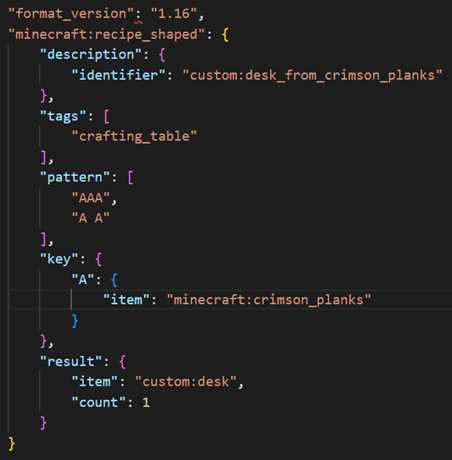 "format_version": "1.16",
"minecraft:recipe_shaped": {
    "description": {
        "identifier": "custom:desk_from_crimson_planks"
    },
    "tags": [
        "crafting_table"
    ],
    "pattern": [
        "AAA",
        "A A"
    ],
    "key": {
        "A": {
            "item": "minecraft:crimson_planks"
        }
    },
    "result": {
        "item": "custom:desk",
        "count": 1
    }
}